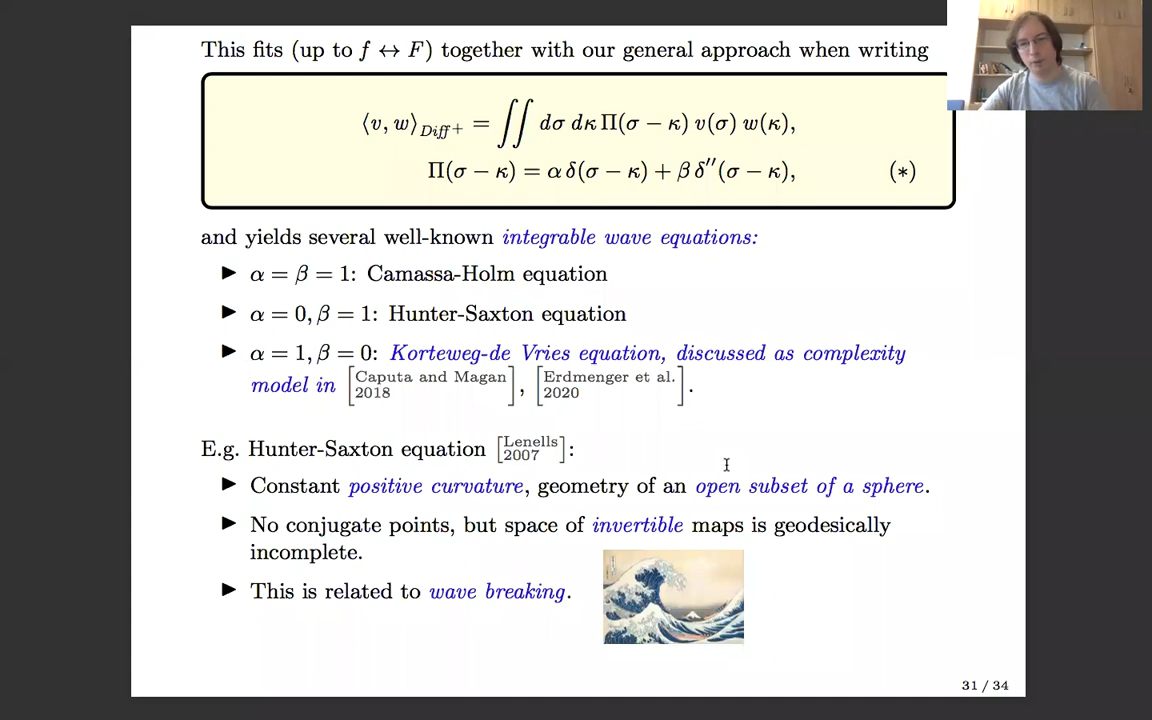 This fits (up to f ↔ F) together with our general approach when writing
⟨v, w⟩_{Diff⁺} = ∬ dσ dκ Π(σ − κ) v(σ) w(κ),
Π(σ − κ) = α δ(σ − κ) + β δ′′(σ − κ), (∗)
and yields several well-known integrable wave equations:
▶ α = β = 1: Camassa-Holm equation
▶ α = 0, β = 1: Hunter-Saxton equation
▶ α = 1, β = 0: Korteweg-de Vries equation, discussed as complexity
model in [Caputa and Magan 2018], [Erdmenger et al. 2020].
E.g. Hunter-Saxton equation [Lenells 2007]:
▶ Constant positive curvature, geometry of an open subset of a sphere.
▶ No conjugate points, but space of invertible maps is geodesically
incomplete.
▶ This is related to wave breaking.
31 / 34